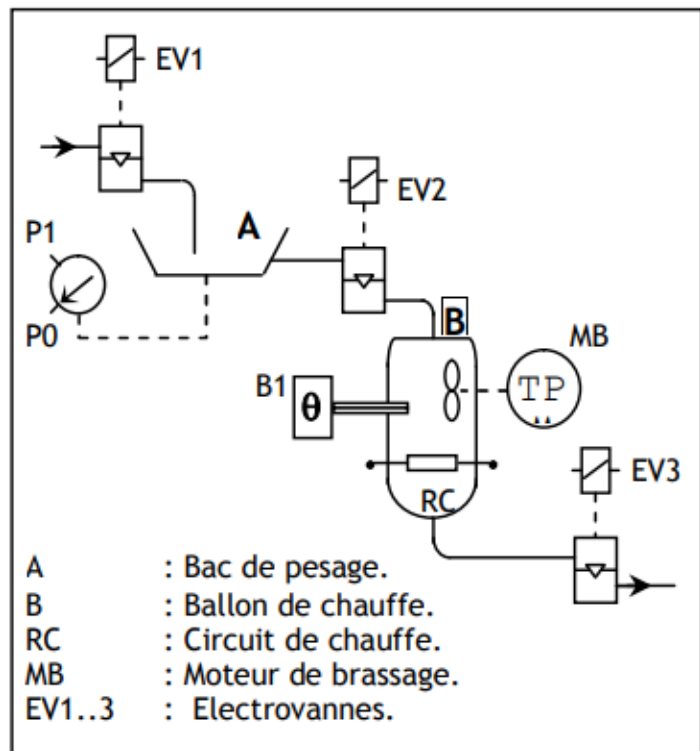 EV1
EV2
P1
A
P0
B
MB
B1
θ
TP
EV3
RC
A : Bac de pesage.
B : Ballon de chauffe.
RC : Circuit de chauffe.
MB : Moteur de brassage.
EV1..3 : Electrovannes.